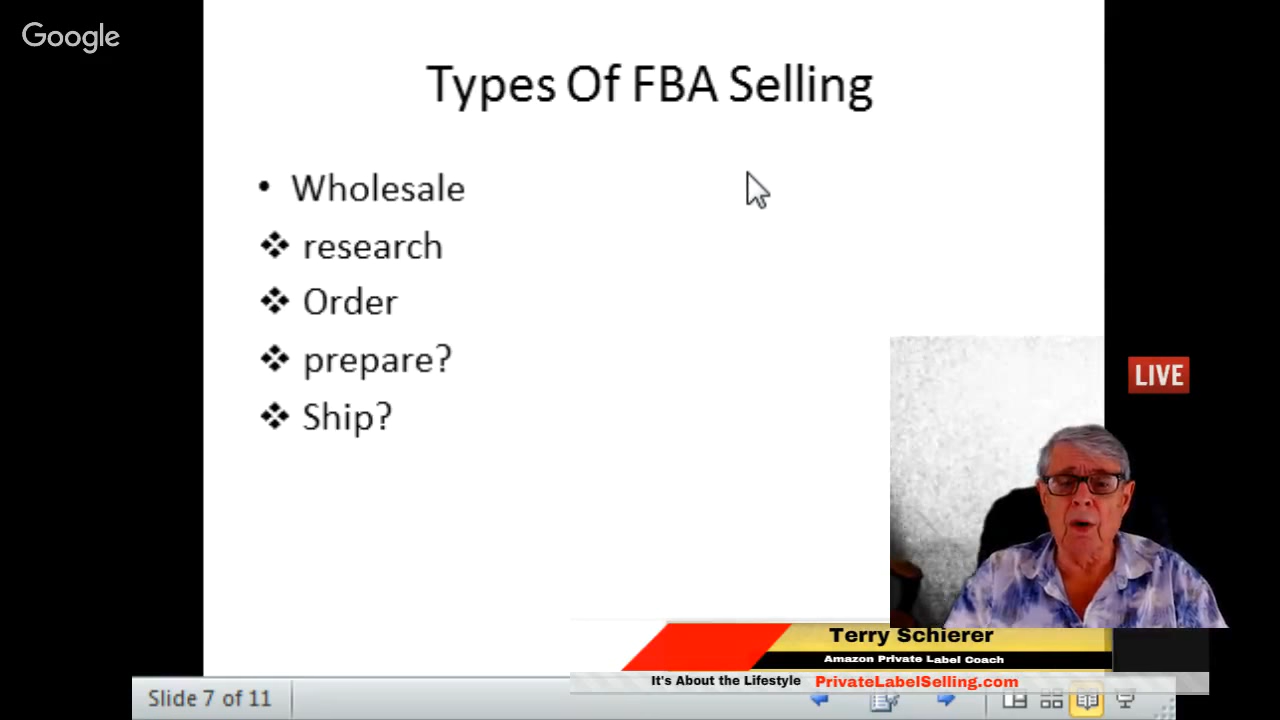 Google
Types Of FBA Selling
Wholesale
research
Order
prepare?
Ship?
LIVE
Terry Schierer
Amazon Private Label Coach
It's About the Lifestyle PrivateLabelSelling.com
Slide 7 of 11